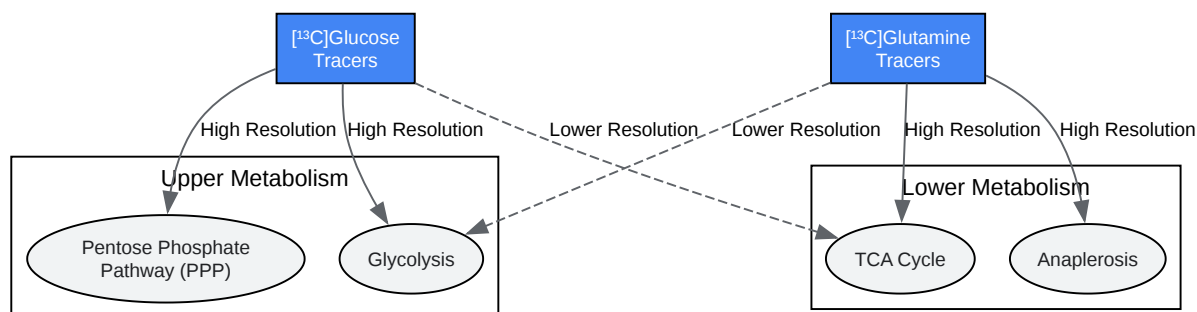 [¹³C]Glucose
Tracers
[¹³C]Glutamine
Tracers
High Resolution
High Resolution
Lower Resolution
Lower Resolution
High Resolution
High Resolution
Upper Metabolism
Lower Metabolism
Pentose Phosphate
Pathway (PPP)
Glycolysis
TCA Cycle
Anaplerosis